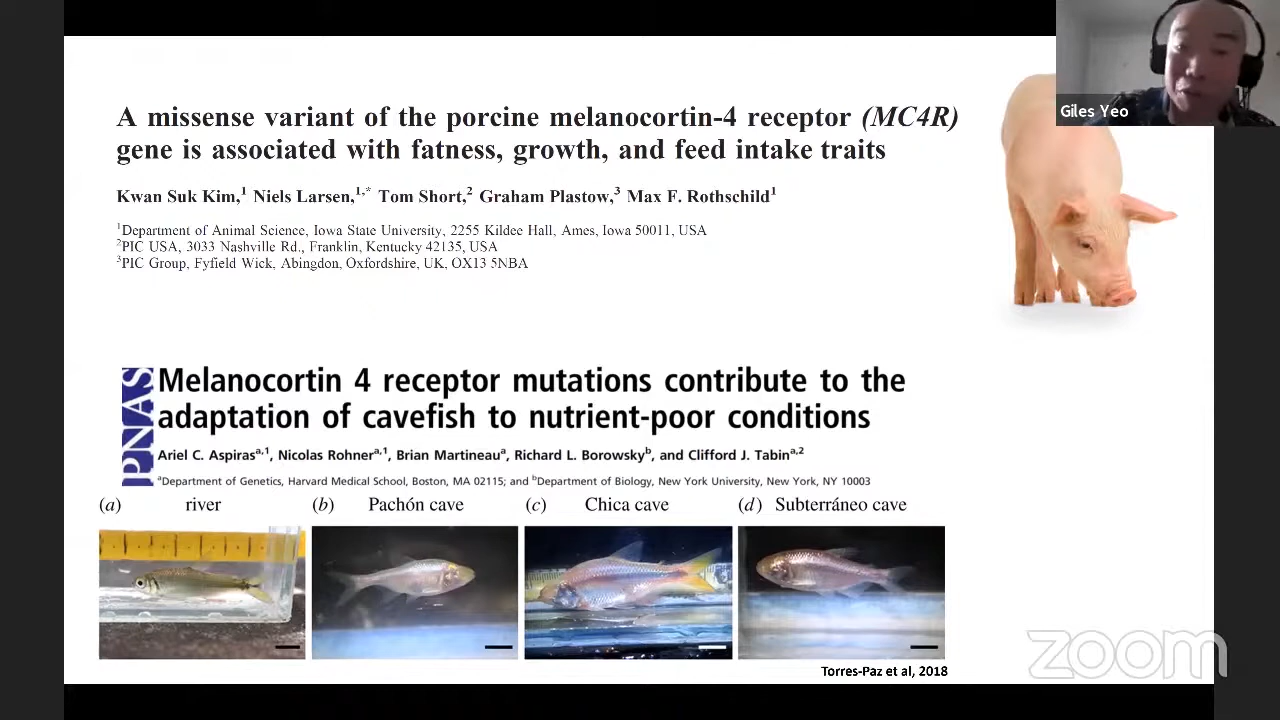 Giles Yeo
A missense variant of the porcine melanocortin-4 receptor (MC4R)
gene is associated with fatness, growth, and feed intake traits
Kwan Suk Kim,1 Niels Larsen,1,* Tom Short,2 Graham Plastow,3 Max F. Rothschild1
1Department of Animal Science, Iowa State University, 2255 Kildee Hall, Ames, Iowa 50011, USA
2PIC USA, 3033 Nashville Rd., Franklin, Kentucky 42135, USA
3PIC Group, Fyfield Wick, Abingdon, Oxfordshire, UK, OX13 5NBA
PNAS
Melanocortin 4 receptor mutations contribute to the
adaptation of cavefish to nutrient-poor conditions
Ariel C. Aspirasa,1, Nicolas Rohnera,1, Brian Martineaua, Richard L. Borowskyb, and Clifford J. Tabina,2
aDepartment of Genetics, Harvard Medical School, Boston, MA 02115; and bDepartment of Biology, New York University, New York, NY 10003
(a) river (b) Pachón cave (c) Chica cave (d) Subterráneo cave
Torres-Paz et al, 2018
zoom